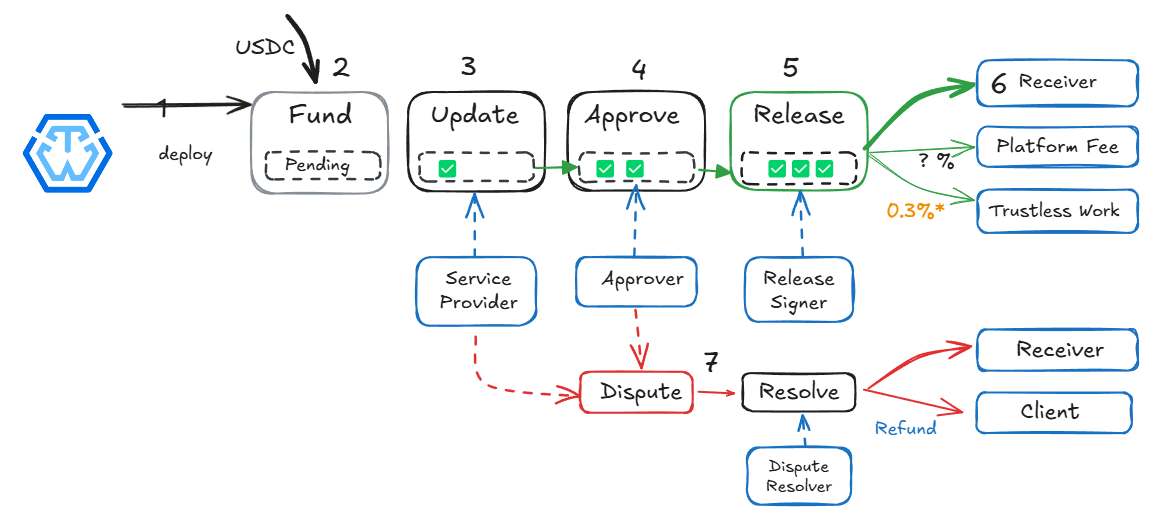 USDC
2
3
4
5
1
deploy
Fund
Pending
Update
Approve
Release
6 Receiver
? %
Platform Fee
0.3%*
Trustless Work
Service
Provider
Approver
Release
Signer
7
Dispute
Resolve
Receiver
Refund
Client
Dispute
Resolver
TW